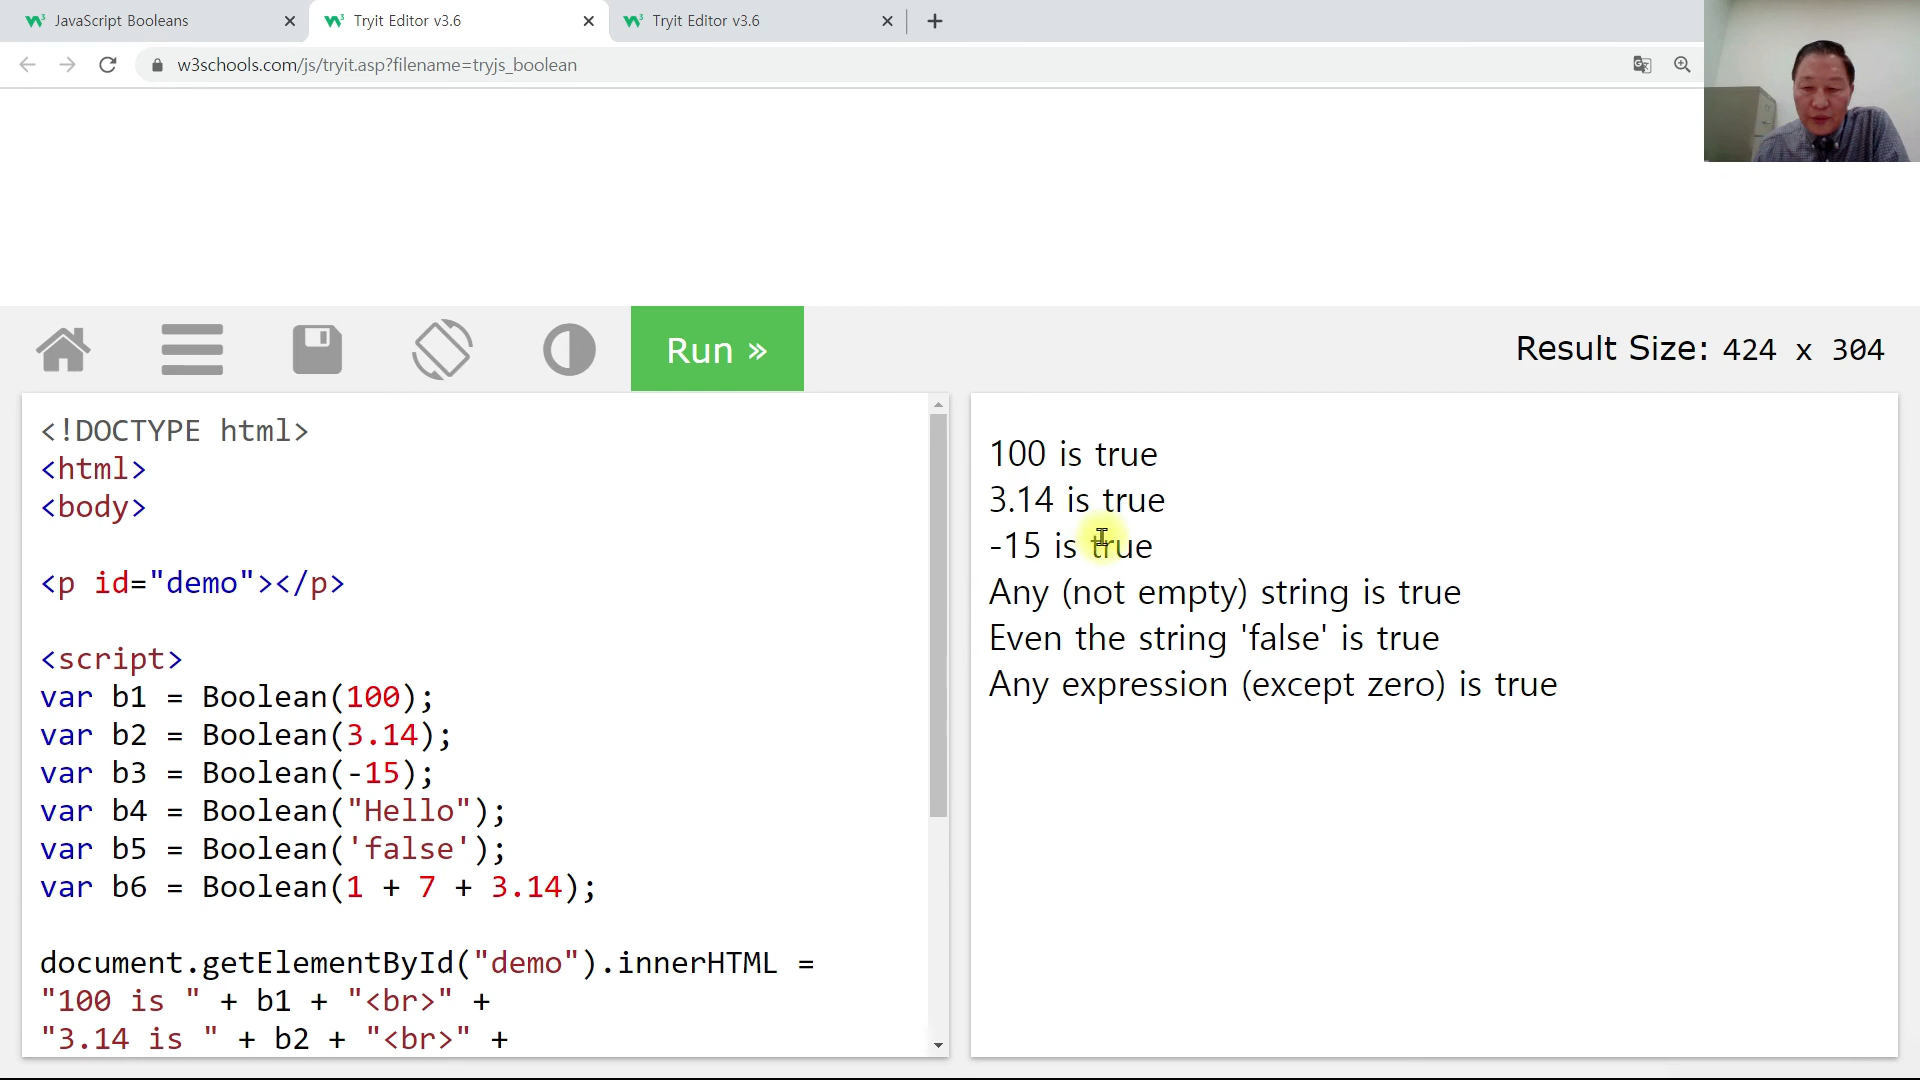 JavaScript Booleans
Tryit Editor v3.6
Tryit Editor v3.6
w3schools.com/js/tryit.asp?filename=tryjs_boolean
Run »
Result Size: 424 x 304
<!DOCTYPE html>
<html>
<body>
<p id="demo"></p>
<script>
var b1 = Boolean(100);
var b2 = Boolean(3.14);
var b3 = Boolean(-15);
var b4 = Boolean("Hello");
var b5 = Boolean('false');
var b6 = Boolean(1 + 7 + 3.14);
document.getElementById("demo").innerHTML =
"100 is " + b1 + "<br>" +
"3.14 is " + b2 + "<br>" +
100 is true
3.14 is true
-15 is true
Any (not empty) string is true
Even the string 'false' is true
Any expression (except zero) is true